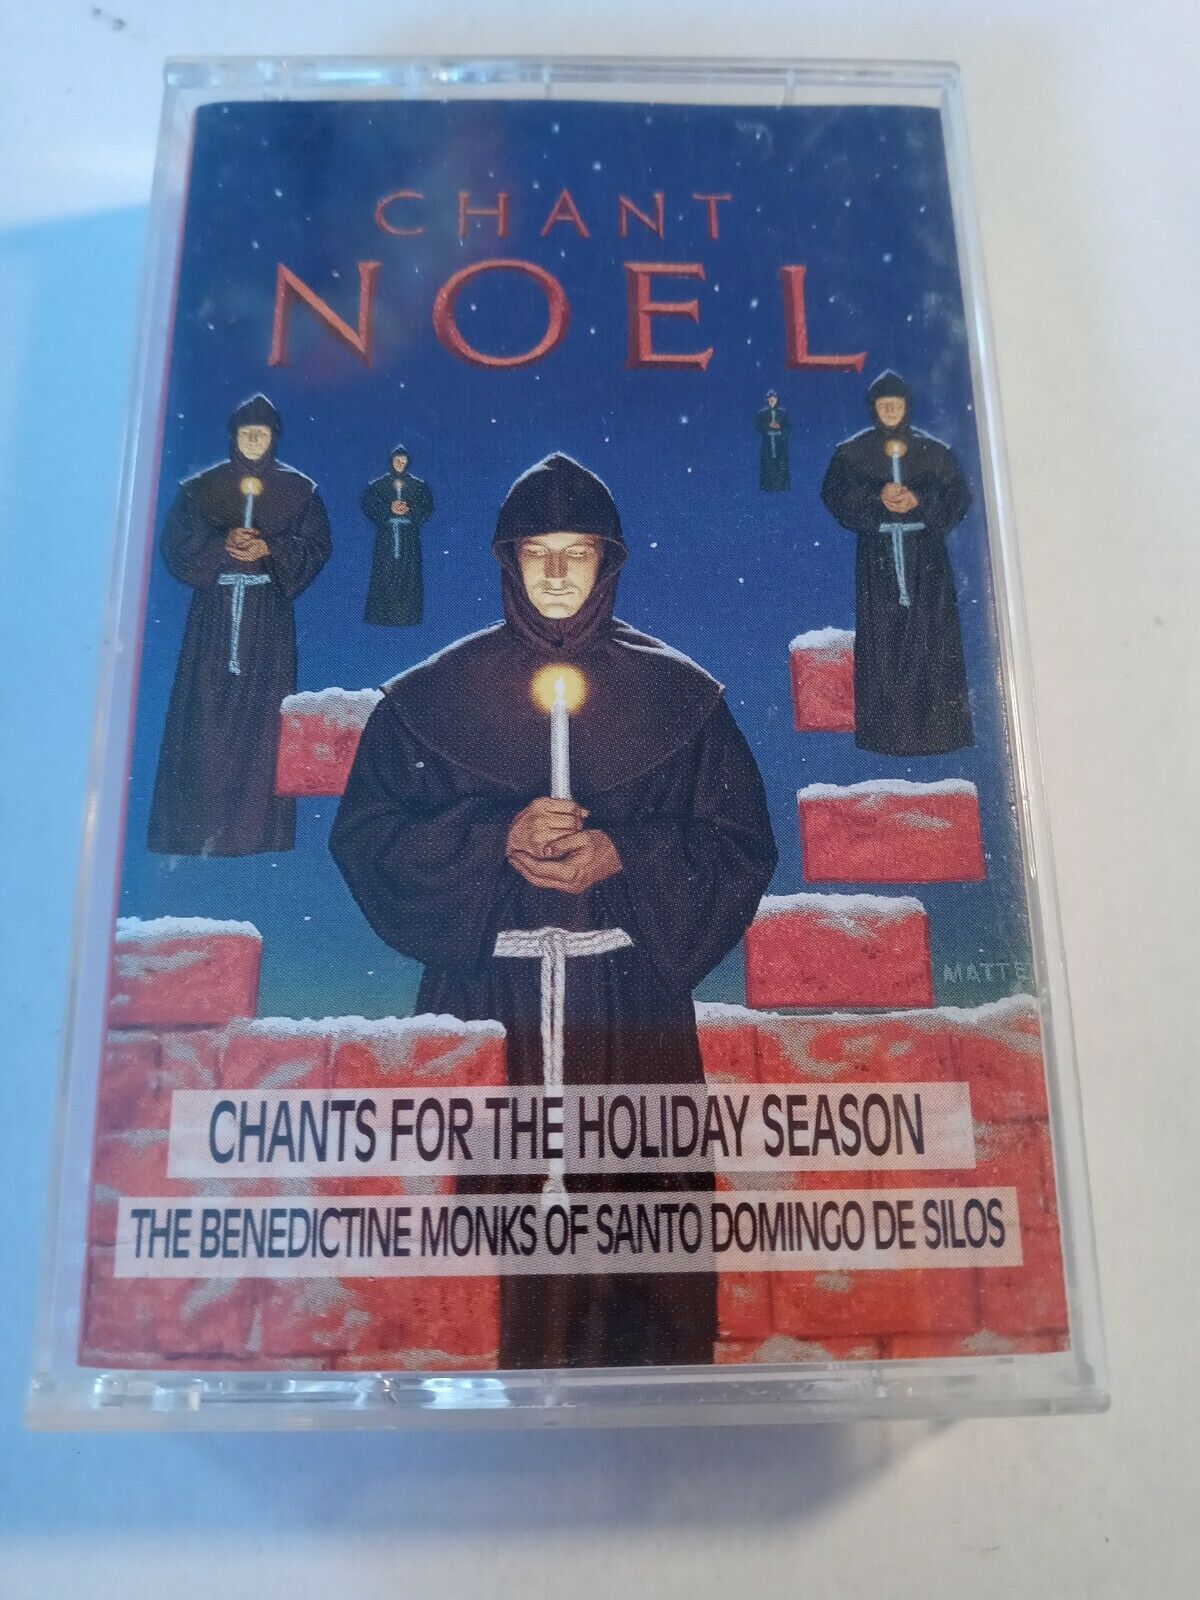 CHANT
NOEL
MATTE
CHANTS FOR THE HOLIDAY SEASON
THE BENEDICTINE MONKS OF SANTO DOMINGO DE SILOS